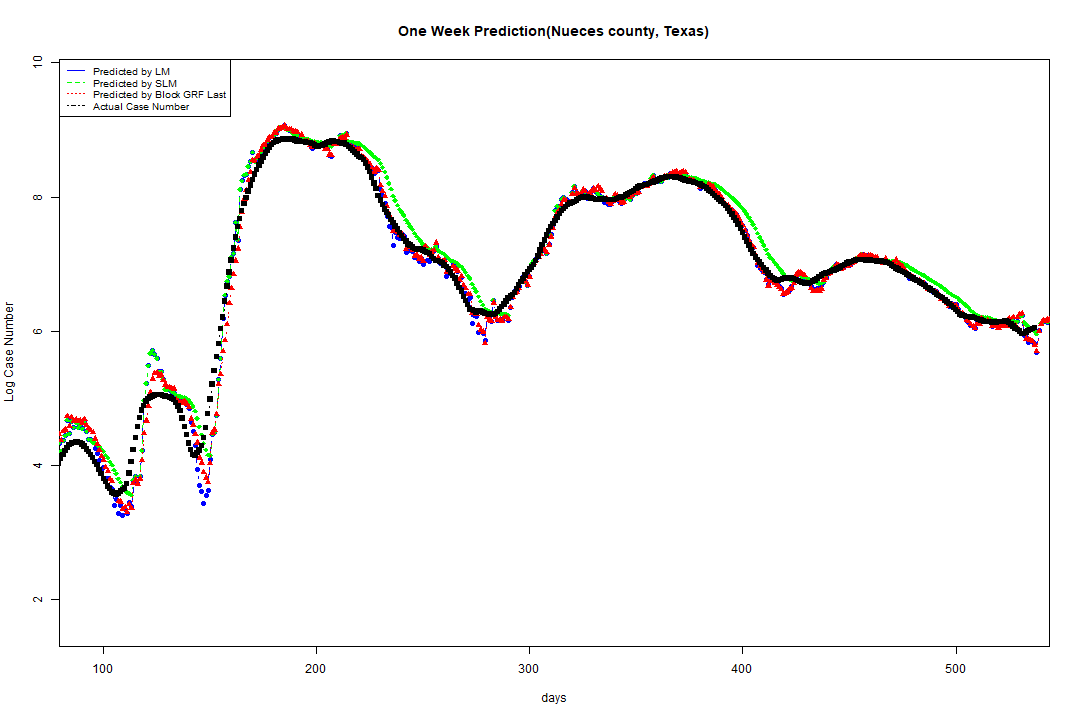 One Week Prediction(Nueces county, Texas)
Predicted by LM
Predicted by SLM
Predicted by Block GRF Last
Actual Case Number
10
8
6
4
2
Log Case Number
100 200 300 400 500
days